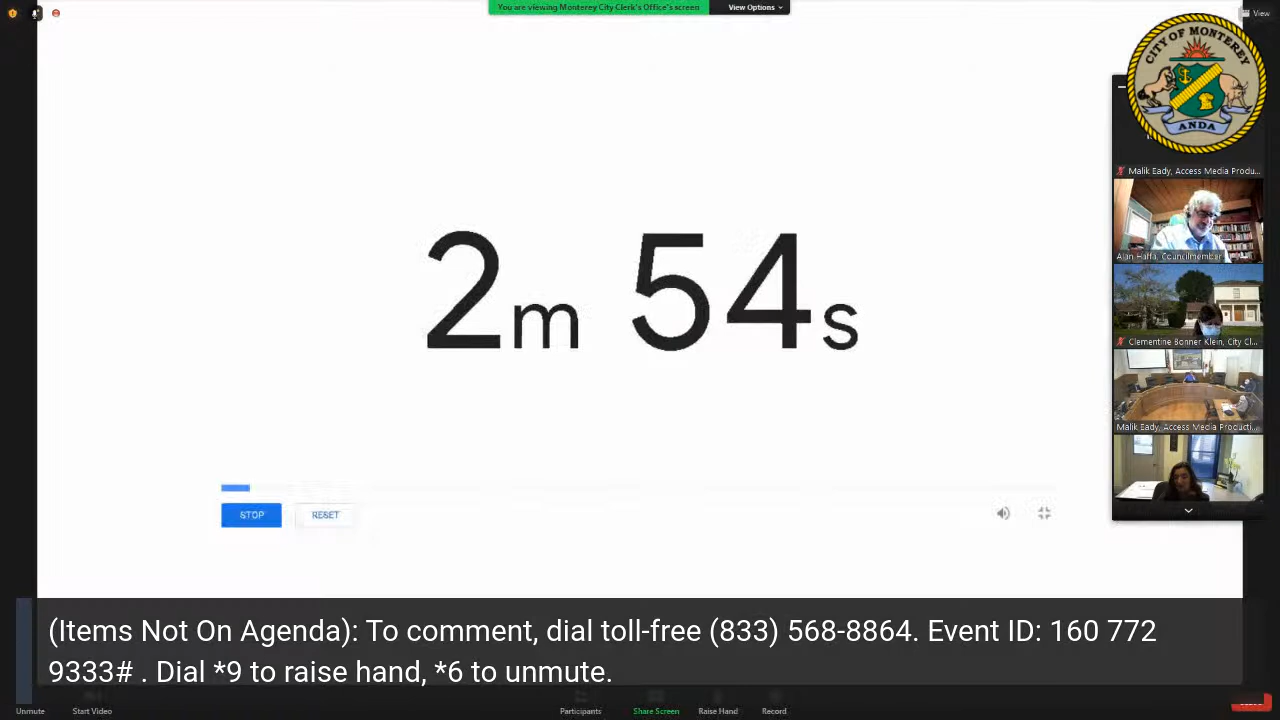 You are viewing Monterey City Clerk's Office's screen
View Options
View
CITY OF MONTEREY
ANDA
Malik Eady, Access Media Produ...
Alan Haffa, Councilmember
Clementine Bonner Klein, City Cl...
Malik Eady, Access Media Producti...
2m 54s
STOP
RESET
(Items Not On Agenda): To comment, dial toll-free (833) 568-8864. Event ID: 160 772
9333# . Dial *9 to raise hand, *6 to unmute.
Unmute
Start Video
Participants
Share Screen
Raise Hand
Record